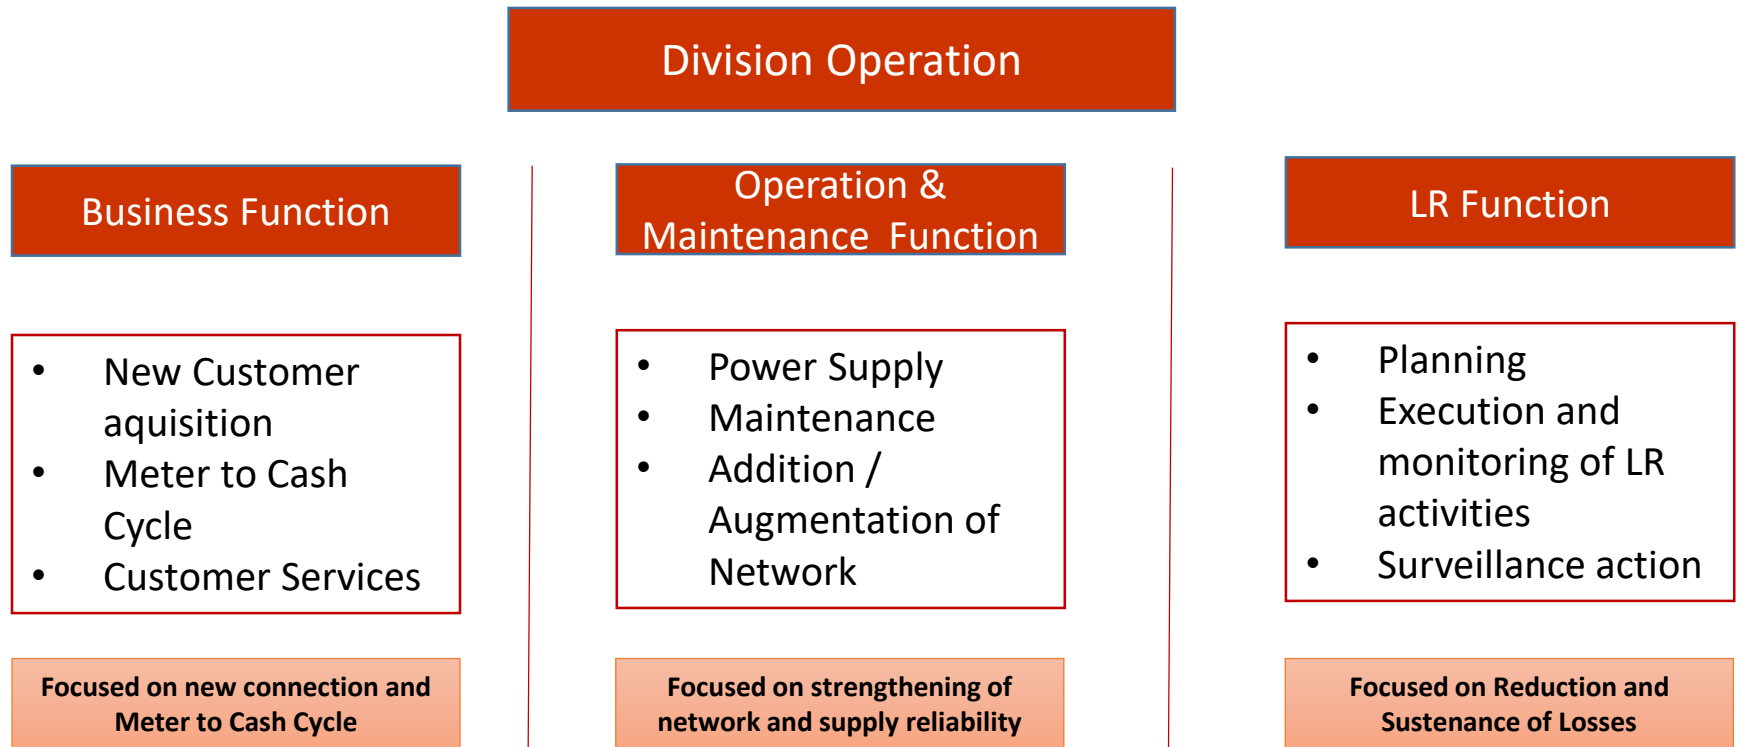 Division Operation
Business Function
• New Customer
aquisition
• Meter to Cash
Cycle
• Customer Services
Focused on new connection and
Meter to Cash Cycle
Operation &
Maintenance Function
• Power Supply
• Maintenance
• Addition /
Augmentation of
Network
Focused on strengthening of
network and supply reliability
LR Function
• Planning
• Execution and
monitoring of LR
activities
• Surveillance action
Focused on Reduction and
Sustenance of Losses